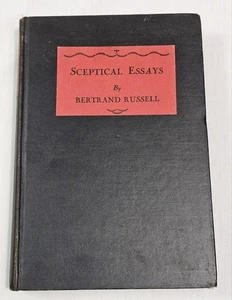 SCEPTICAL ESSAYS
By
BERTRAND RUSSELL